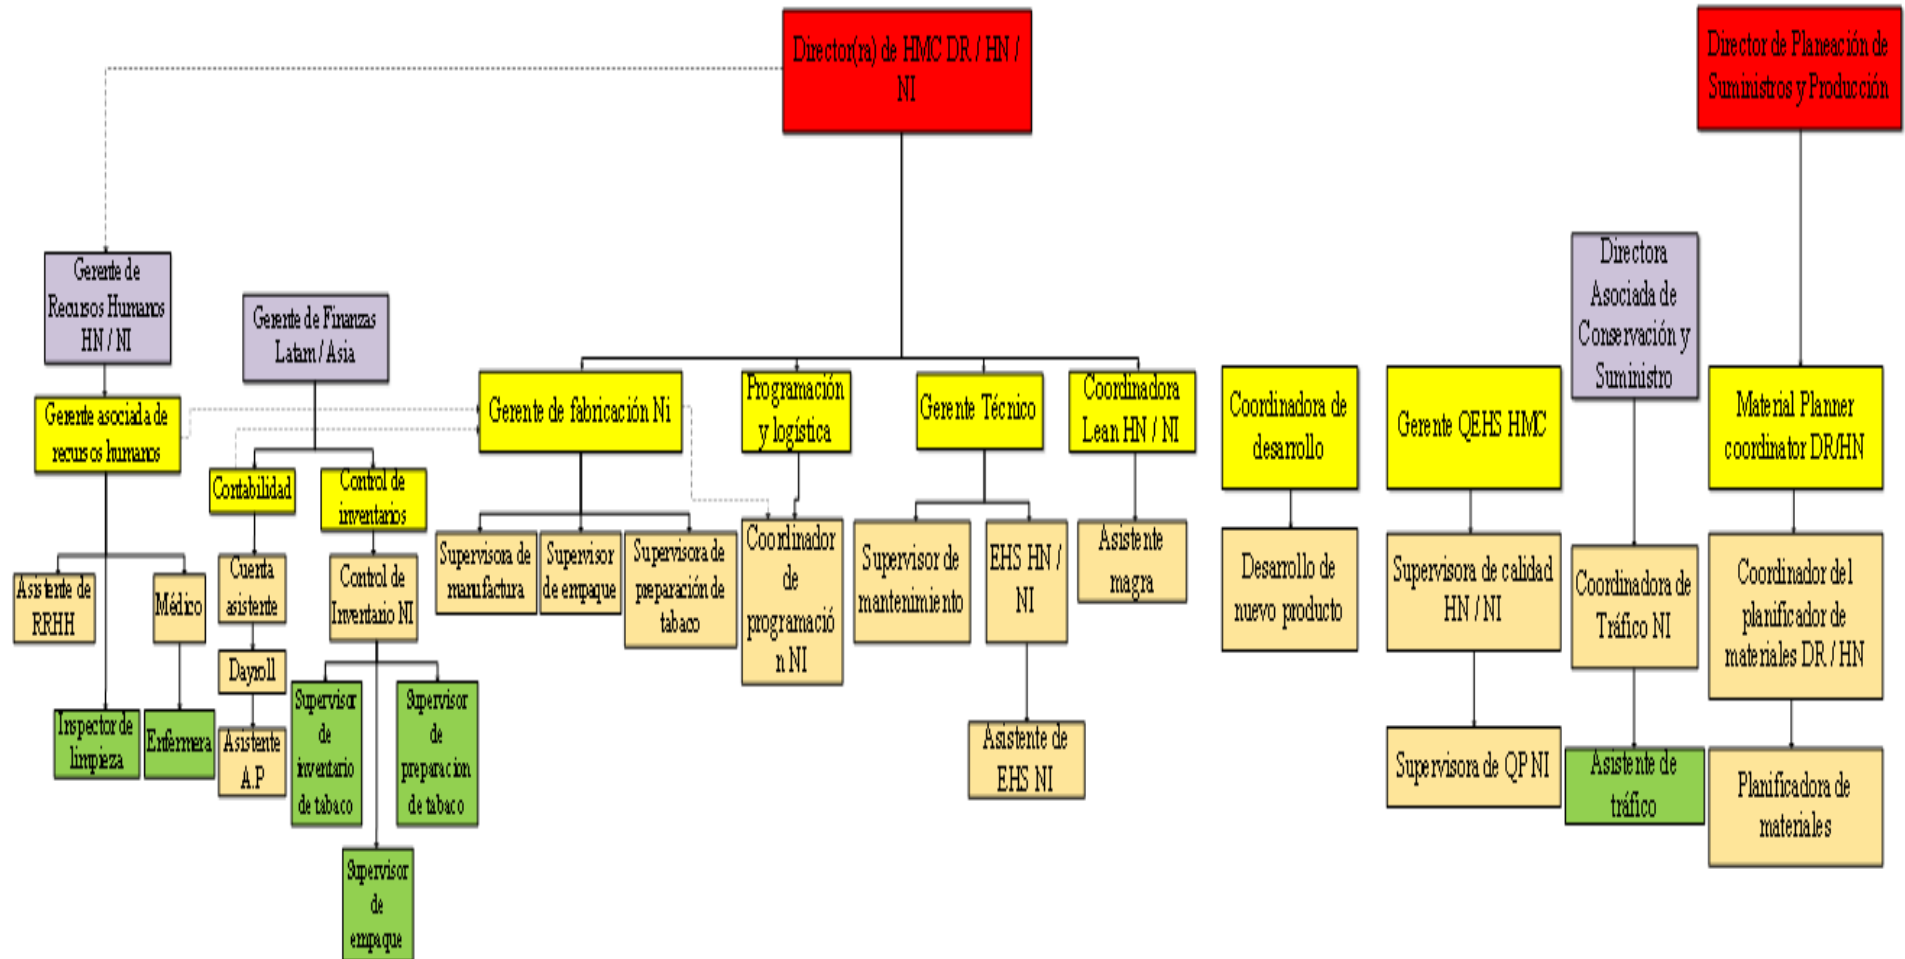 Director(ra) de HMC DR / HN /
NI
Director de Planeación de
Suministros y Producción
Gerente de
Recursos Humanos
HN / NI
Gerente de Finanzas
Latam / Asia
Directora
Asociada de
Conservación y
Suministro
Gerente asociada de
recursos humanos
Contabilidad
Control de
inventarios
Gerente de fabricación Ni
Programación
y logística
Gerente Técnico
Coordinadora
Lean HN / NI
Coordinadora de
desarrollo
Gerente QEHS HMC
Material Planner
coordinator DR/HN
Asistente de
RRHH
Médico
Cuenta
asistente
Control de
Inventario NI
Supervisora de
manufactura
Supervisor
de empaque
Supervisora de
preparación de
tabaco
Coordinador
de
programació
n NI
Supervisor de
mantenimiento
EHS HN /
NI
Asistente
magra
Desarrollo de
nuevo producto
Supervisora de calidad
HN / NI
Coordinadora de
Tráfico NI
Coordinador del
planificador de
materiales DR / HN
Dayroll
Inspector de
limpieza
Enfermera
Asistente
A.P
Supervisor
de
inventario
de tabaco
Supervisor
de
preparacion
de tabaco
Asistente de
EHS NI
Supervisora de QP NI
Asistente de
tráfico
Planificadora de
materiales
Supervisor
de
empaque